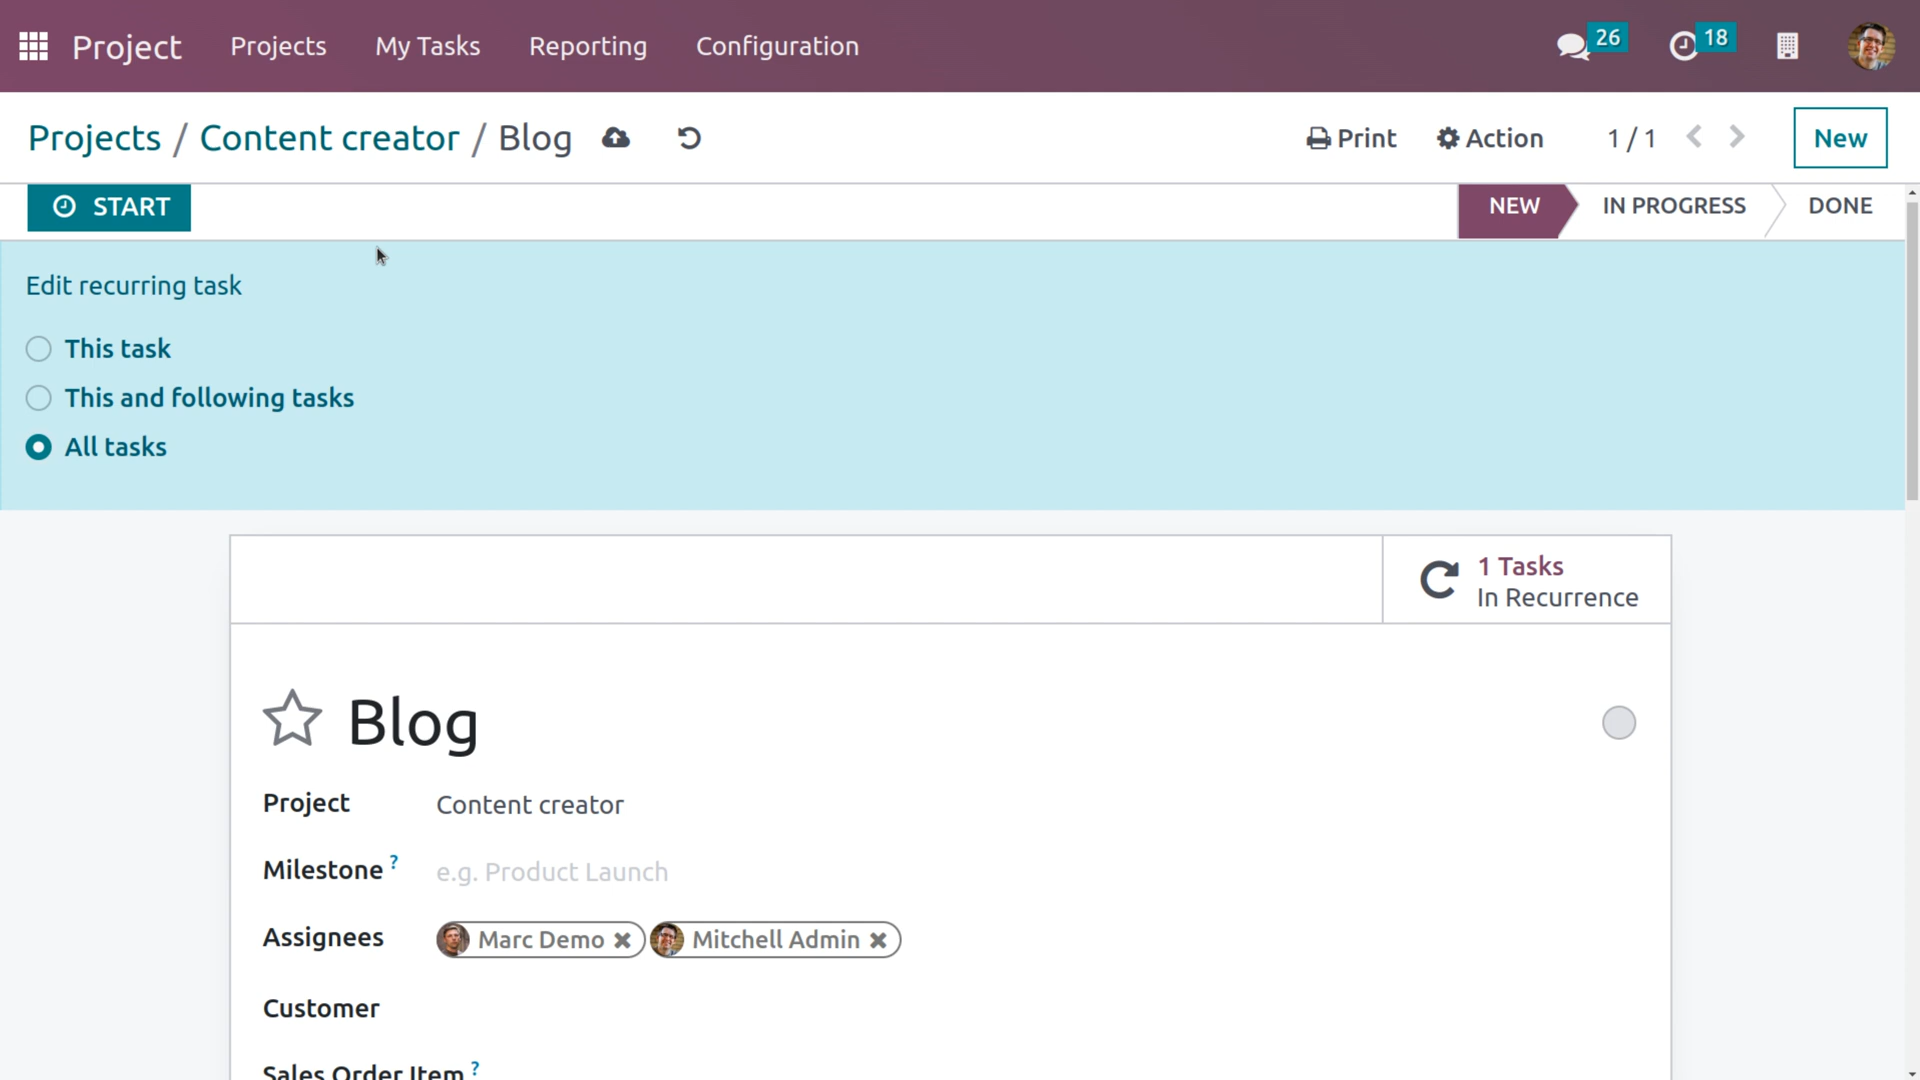 Project Projects My Tasks Reporting Configuration 26 18
Projects / Content creator / Blog Print Action 1 / 1 New
START NEW IN PROGRESS DONE
Edit recurring task
This task
This and following tasks
All tasks
1 Tasks
In Recurrence
Blog
Project Content creator
Milestone ? e.g. Product Launch
Assignees Marc Demo Mitchell Admin
Customer
Sales Order Item ?